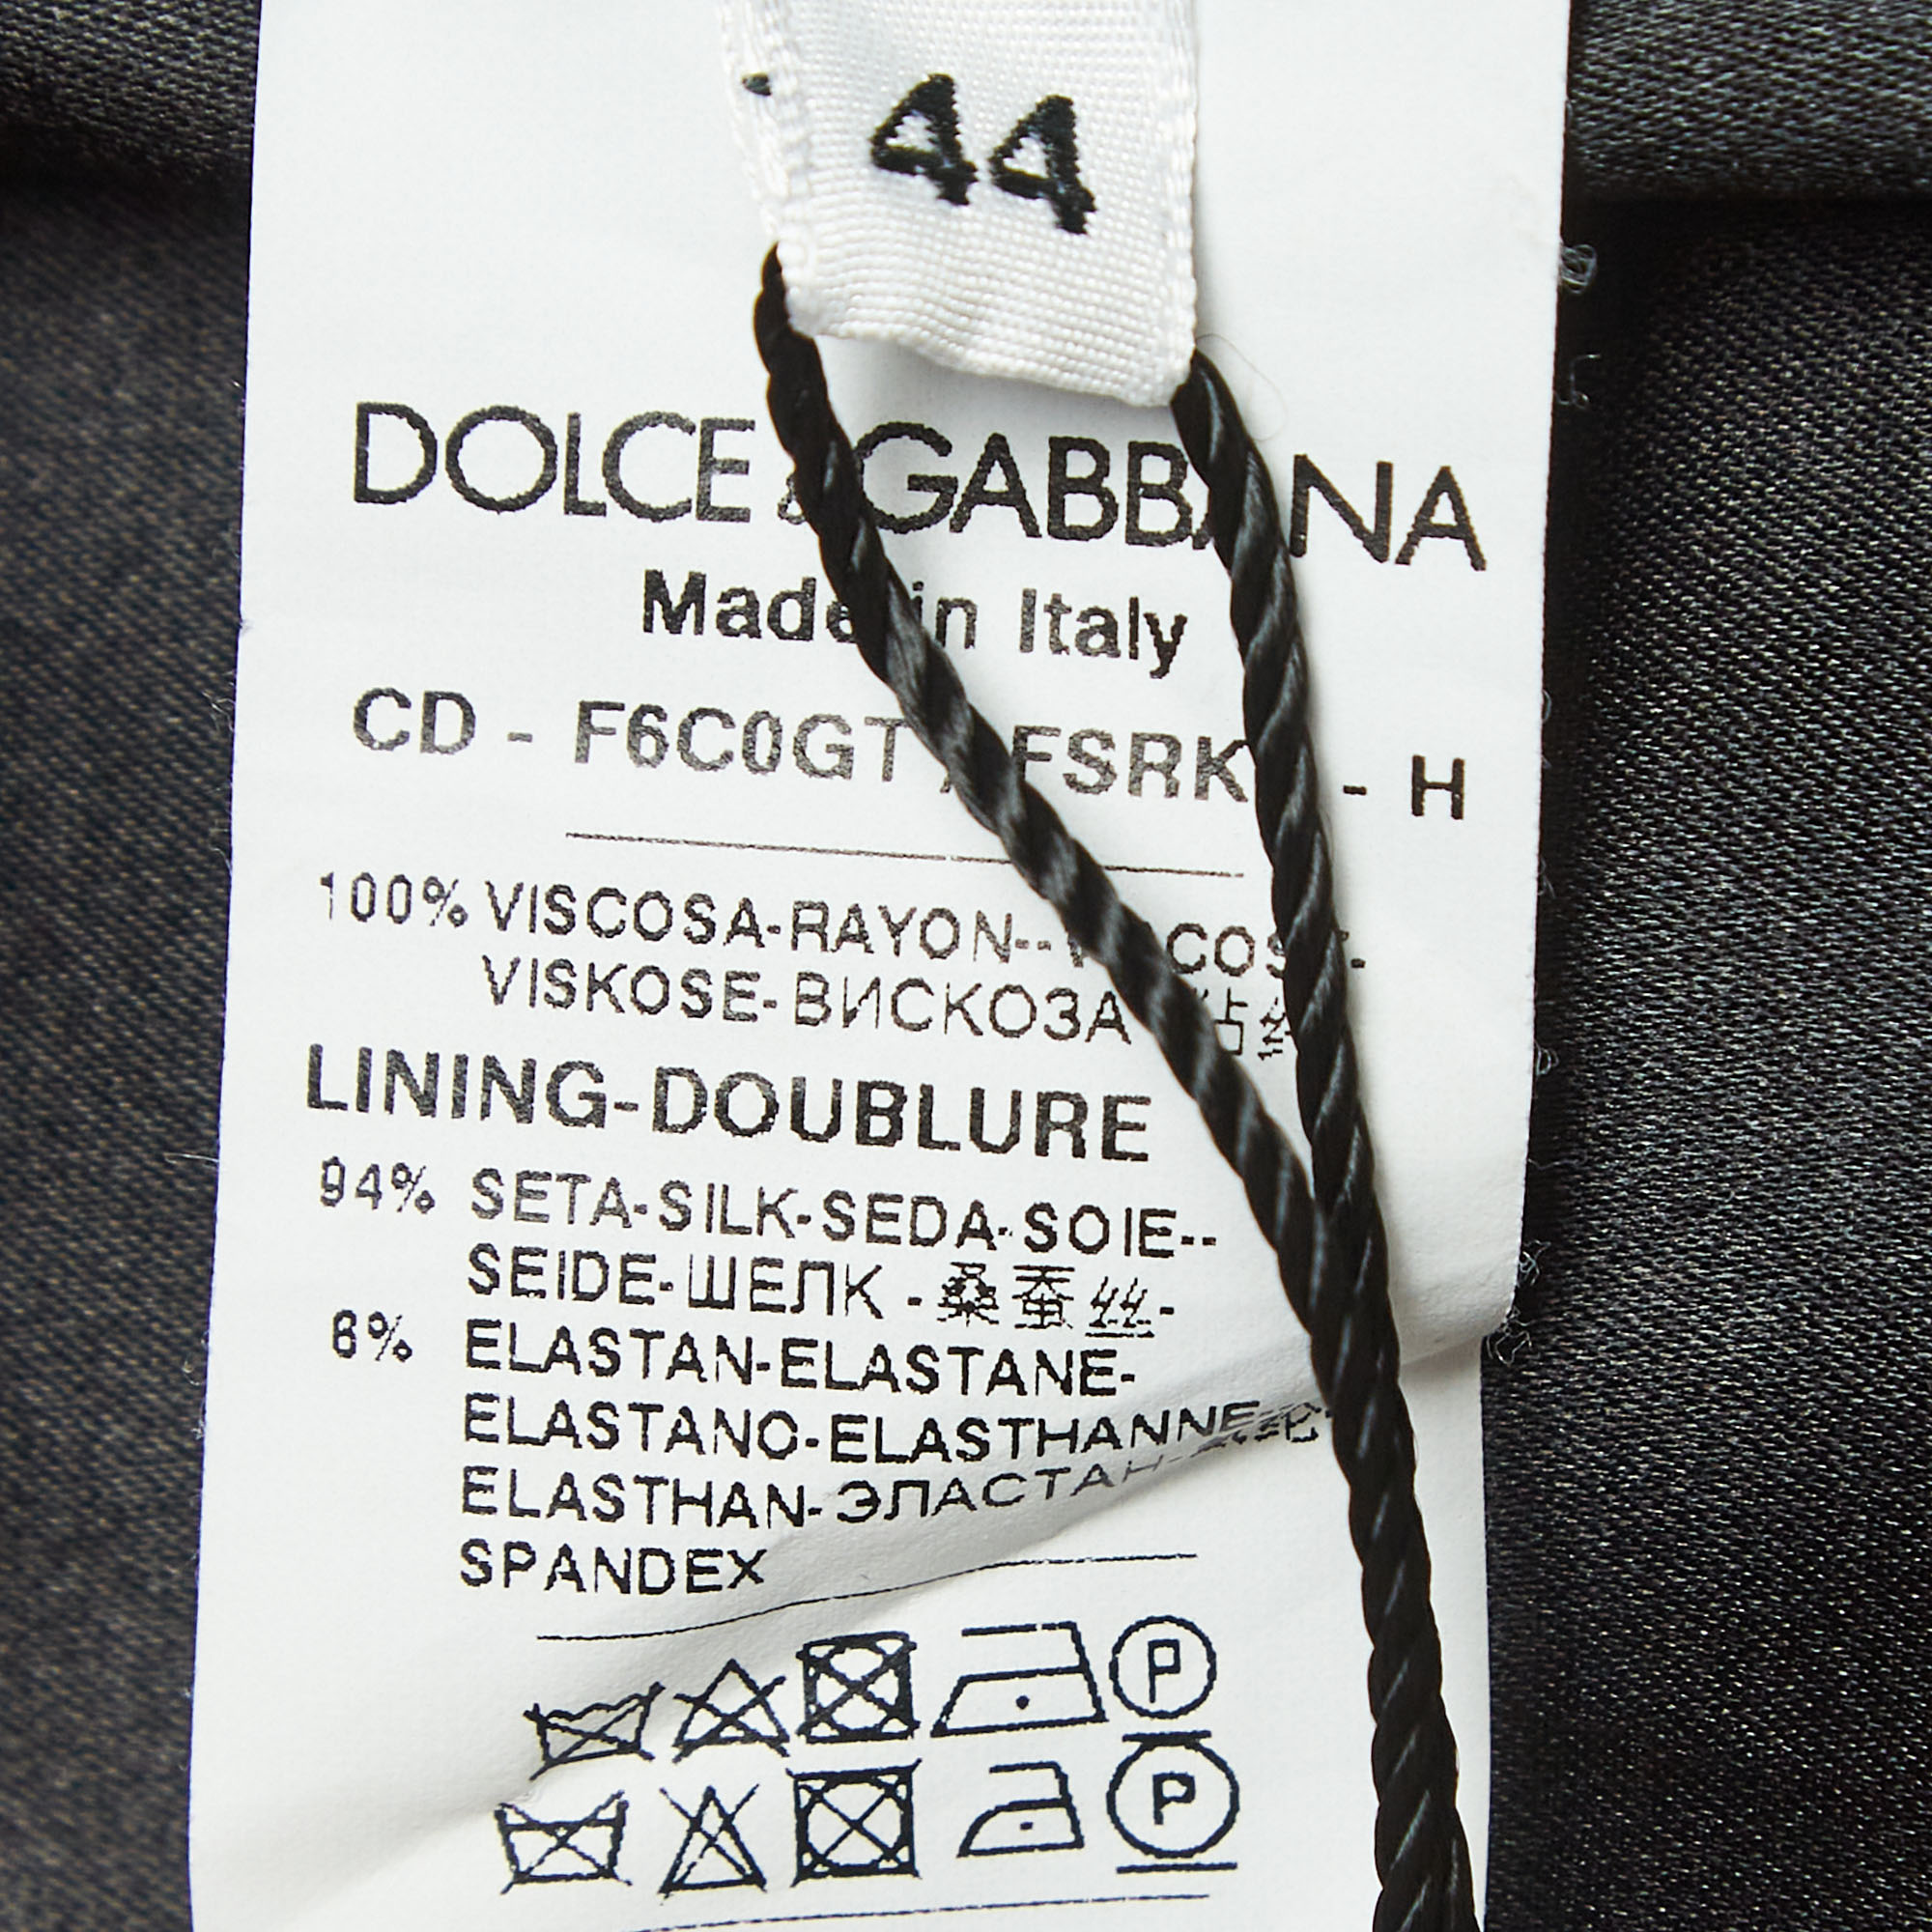 44
DOLCE & GABBANA
Made in Italy
CD - F6C0GT / FSRK - H
100% VISCOSA-RAYON--VISCOSE-
VISKOSE-ВИСКОЗА
LINING-DOUBLURE
94% SETA-SILK-SEDA-SOIE--
SEIDE-ШЕЛК - 桑蚕丝-
6% ELASTAN-ELASTANE-
ELASTANO-ELASTHANNE-
ELASTHAN-ЭЛАСТАН-
SPANDEX
P
P